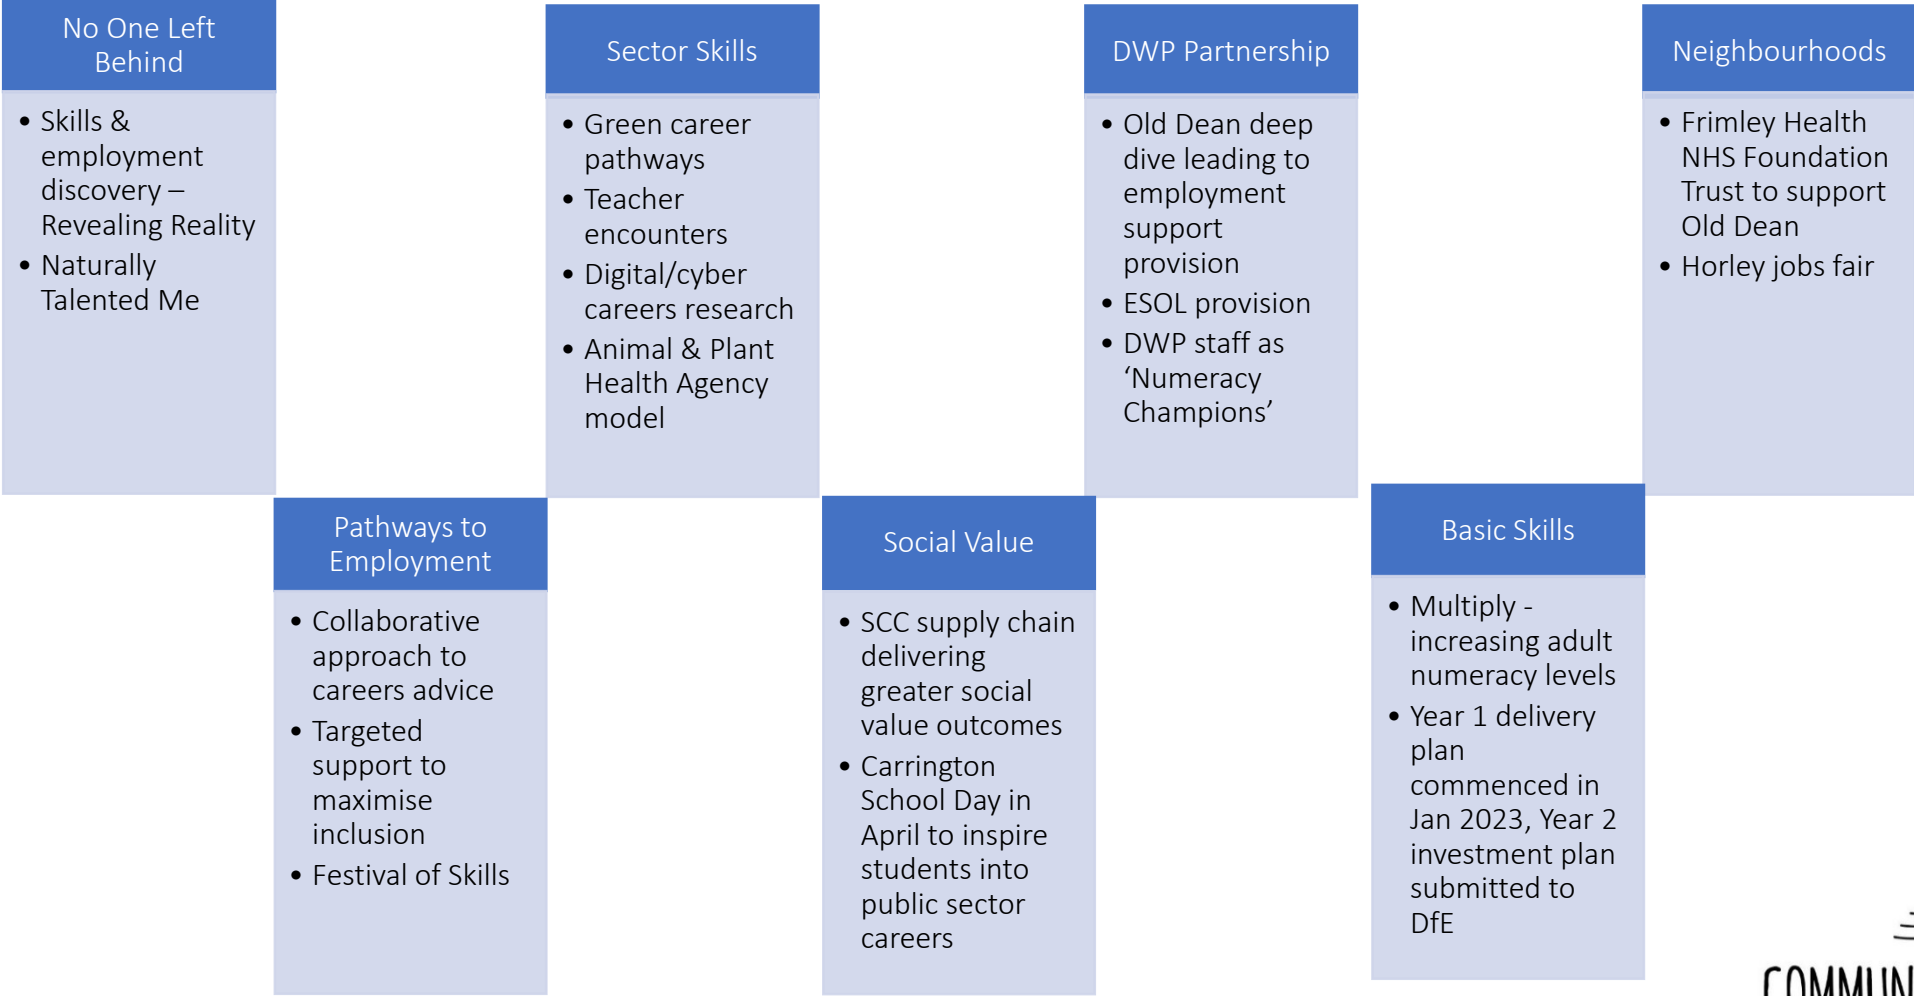 No One Left
Behind
• Skills &
employment
discovery –
Revealing Reality
• Naturally
Talented Me
Pathways to
Employment
• Collaborative
approach to
careers advice
• Targeted
support to
maximise
inclusion
• Festival of Skills
Sector Skills
• Green career
pathways
• Teacher
encounters
• Digital/cyber
careers research
• Animal & Plant
Health Agency
model
Social Value
• SCC supply chain
delivering
greater social
value outcomes
• Carrington
School Day in
April to inspire
students into
public sector
careers
DWP Partnership
• Old Dean deep
dive leading to
employment
support
provision
• ESOL provision
• DWP staff as
‘Numeracy
Champions’
Basic Skills
• Multiply -
increasing adult
numeracy levels
• Year 1 delivery
plan
commenced in
Jan 2023, Year 2
investment plan
submitted to
DfE
Neighbourhoods
• Frimley Health
NHS Foundation
Trust to support
Old Dean
• Horley jobs fair